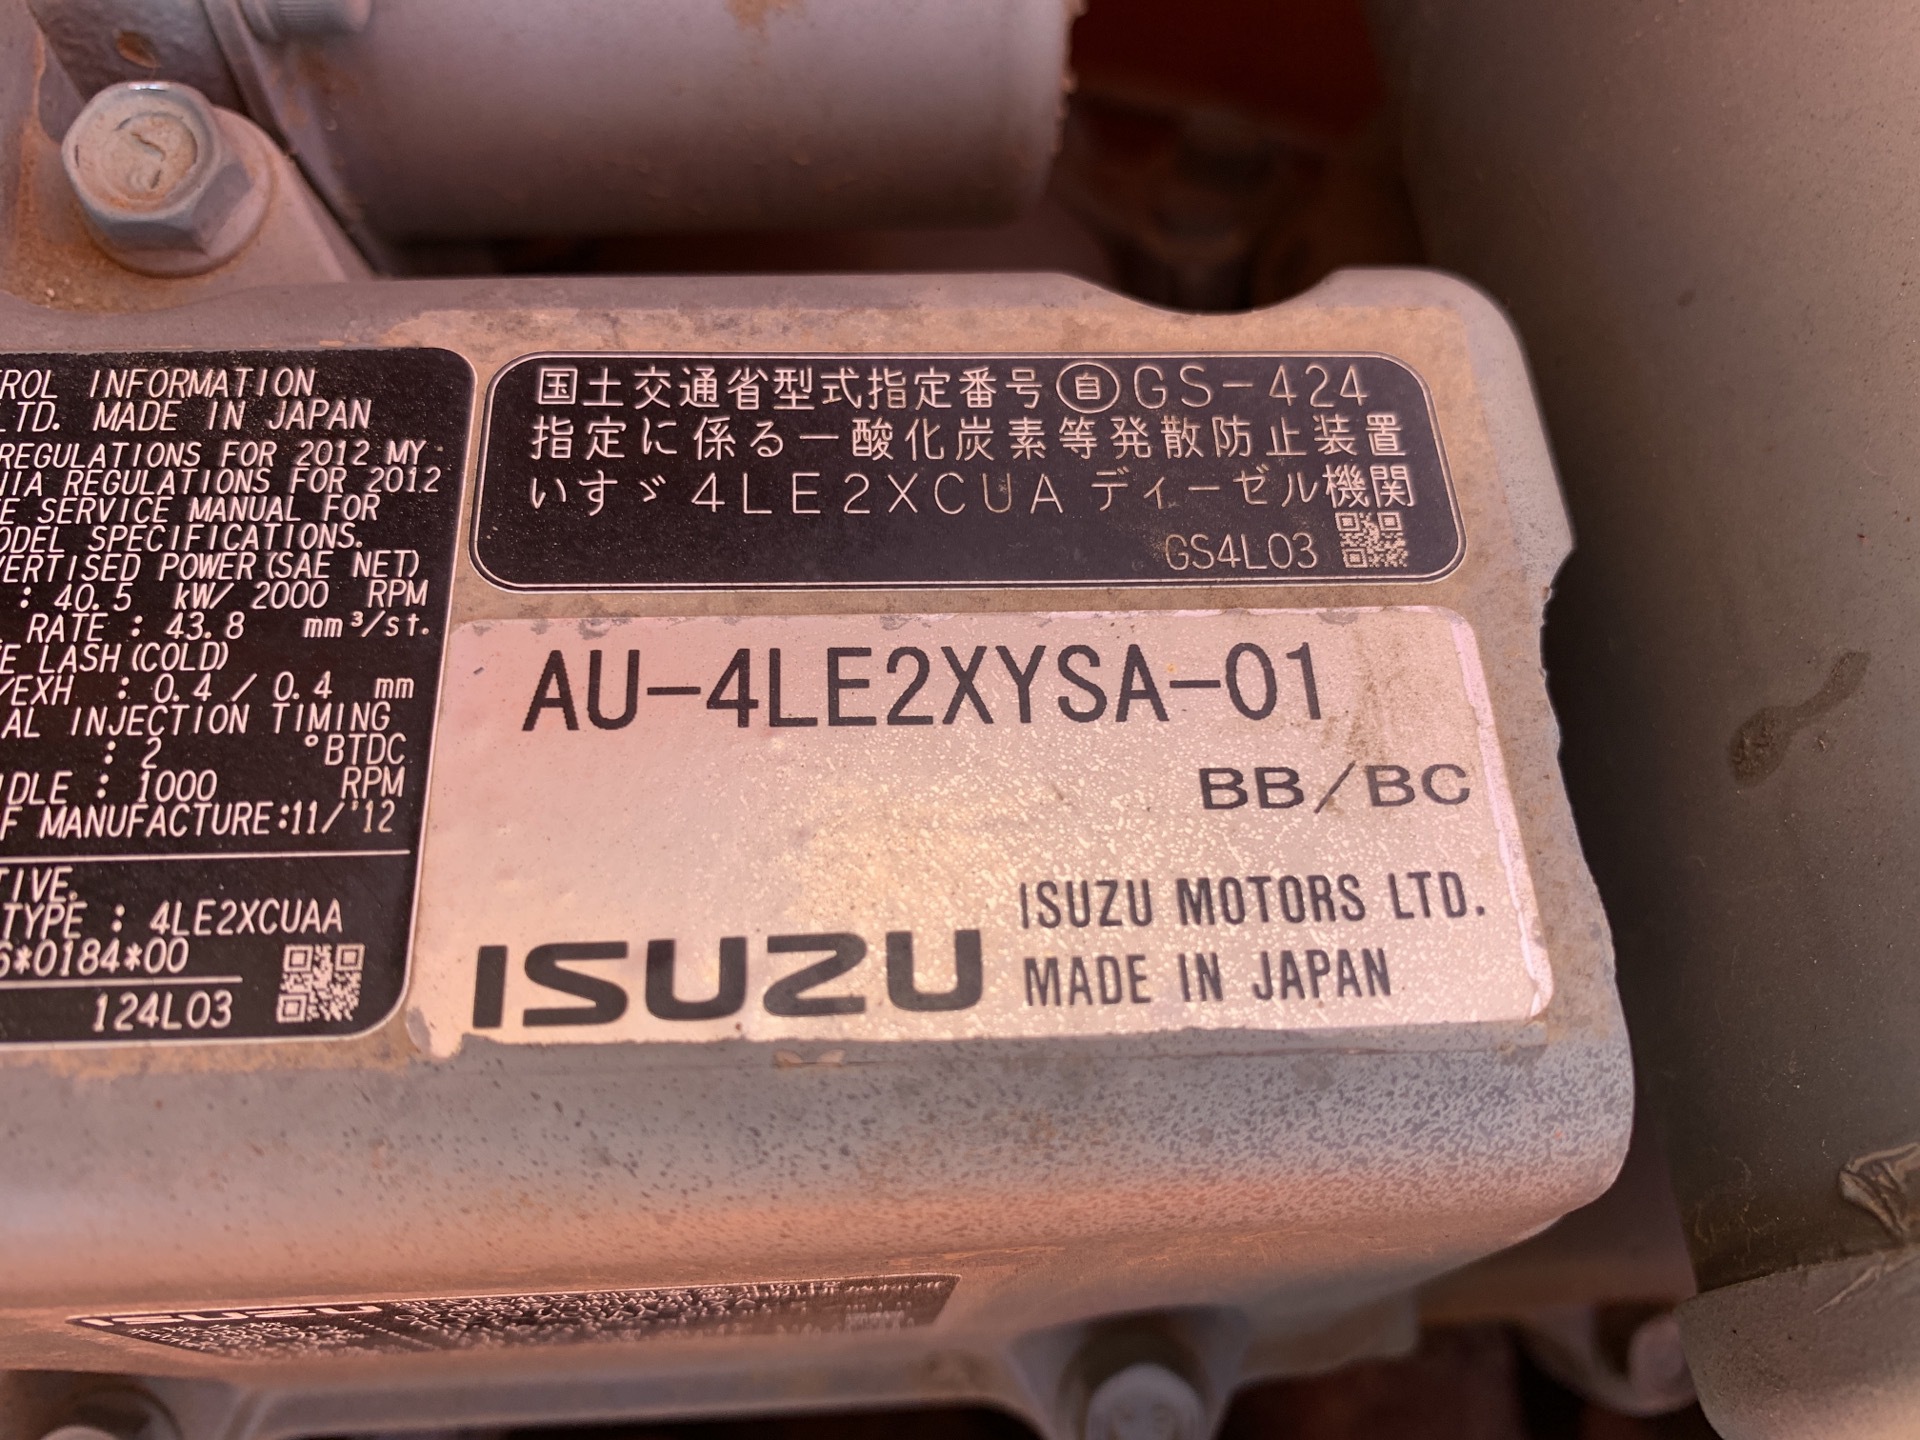 ROL INFORMATION
LTD. MADE IN JAPAN
REGULATIONS FOR 2012 MY
NIA REGULATIONS FOR 2012
E SERVICE MANUAL FOR
ODEL SPECIFICATIONS.
VERTISED POWER (SAE NET)
: 40.5 kW/ 2000 RPM
RATE : 43.8 mm³/st.
E LASH (COLD)
/EXH : 0.4 / 0.4 mm
AL INJECTION TIMING
: 2 °BTDC
IDLE : 1000 RPM
F MANUFACTURE:11/'12
TIVE.
TYPE : 4LE2XCUAA
6*0184*00
124L03
国土交通省型式指定番号 自 GS-424
指定に係る一酸化炭素等発散防止装置
いすゞ 4LE2XCUA ディーゼル機関
GS4L03
AU-4LE2XYSA-01
BB/BC
ISUZU MOTORS LTD.
ISUZU MADE IN JAPAN
ISUZU